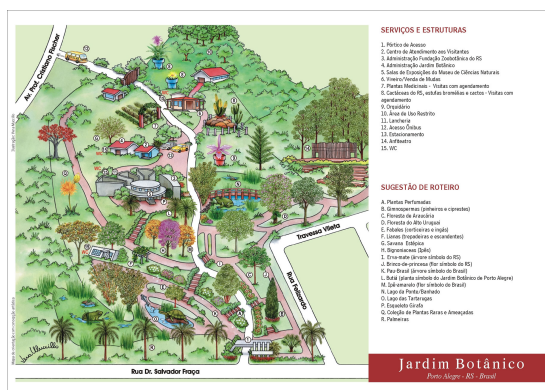 Av. Prof. Cristiano Fischer
SERVIÇOS E ESTRUTURAS
1. Pórtico de Acesso
2. Centro de Atendimento aos Visitantes
3. Administração Fundação Zoobotânica do RS
4. Administração Jardim Botânico
5. Salas de Exposições do Museu de Ciências Naturais
6. Viveiro/Venda de Mudas
7. Plantas Medicinais - Visitas com agendamento
8. Cactáceas do RS, estufas bromélias e cactos - Visitas com
agendamento
9. Orquidário
10. Área de Uso Restrito
11. Lancheria
12. Acesso Ônibus
13. Estacionamento
14. Anfiteatro
15. WC
SUGESTÃO DE ROTEIRO
A. Plantas Perfumadas
B. Gimnospermas (pinheiros e ciprestes)
C. Floresta de Araucária
D. Floresta do Alto Uruguai
E. Fabales (corticeiras e ingás)
F. Lianas (trepadeiras e escandentes)
G. Savana Estépica
H. Bignoniaceas (Ipês)
I. Erva-mate (árvore símbolo do RS)
J. Brinco-de-princesa (flor símbolo do RS)
K. Pau-Brasil (árvore símbolo do Brasil)
L. Butiá (planta símbolo do Jardim Botânico de Porto Alegre)
M. Ipê-amarelo (flor símbolo do Brasil)
N. Lago da Ponte/Banhado
O. Lago das Tartarugas
P. Esqueleto Girafa
Q. Coleção de Plantas Raras e Ameaçadas
R. Palmeiras
Travessa Vileta
Rua Felizardo
Rua Dr. Salvador França
Jardim Botânico
Porto Alegre - RS - Brasil